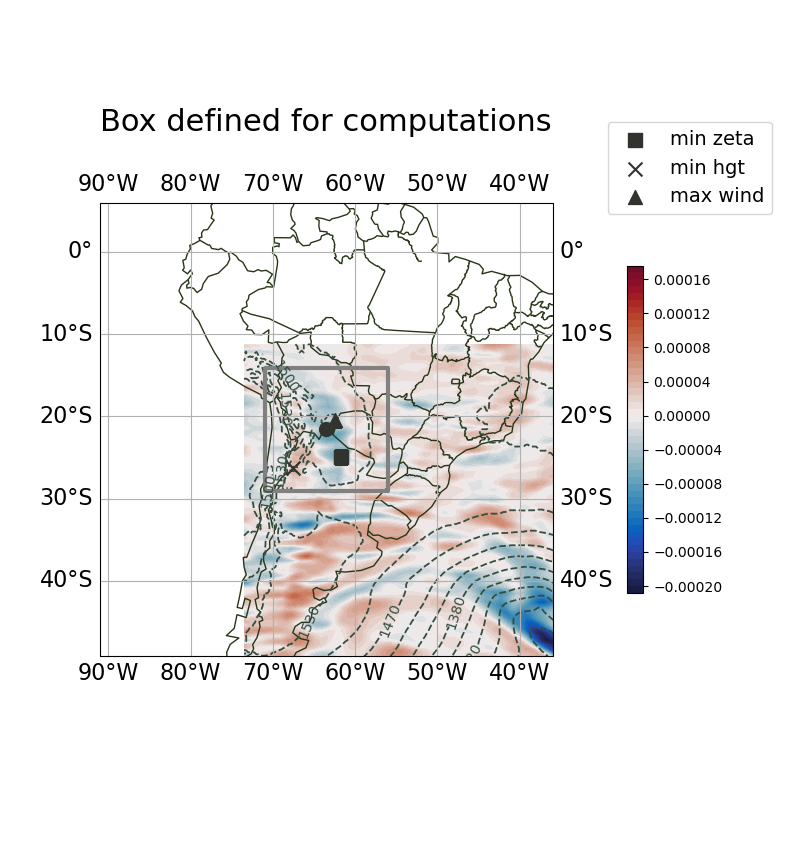 Box defined for computations
min zeta
min hgt
max wind
90°W 80°W 70°W 60°W 50°W 40°W
0° 0°
10°S 10°S
20°S 20°S
30°S 30°S
40°S 40°S
90°W 80°W 70°W 60°W 50°W 40°W
1530
1470
1380
0.00016
0.00012
0.00008
0.00004
0.00000
−0.00004
−0.00008
−0.00012
−0.00016
−0.00020